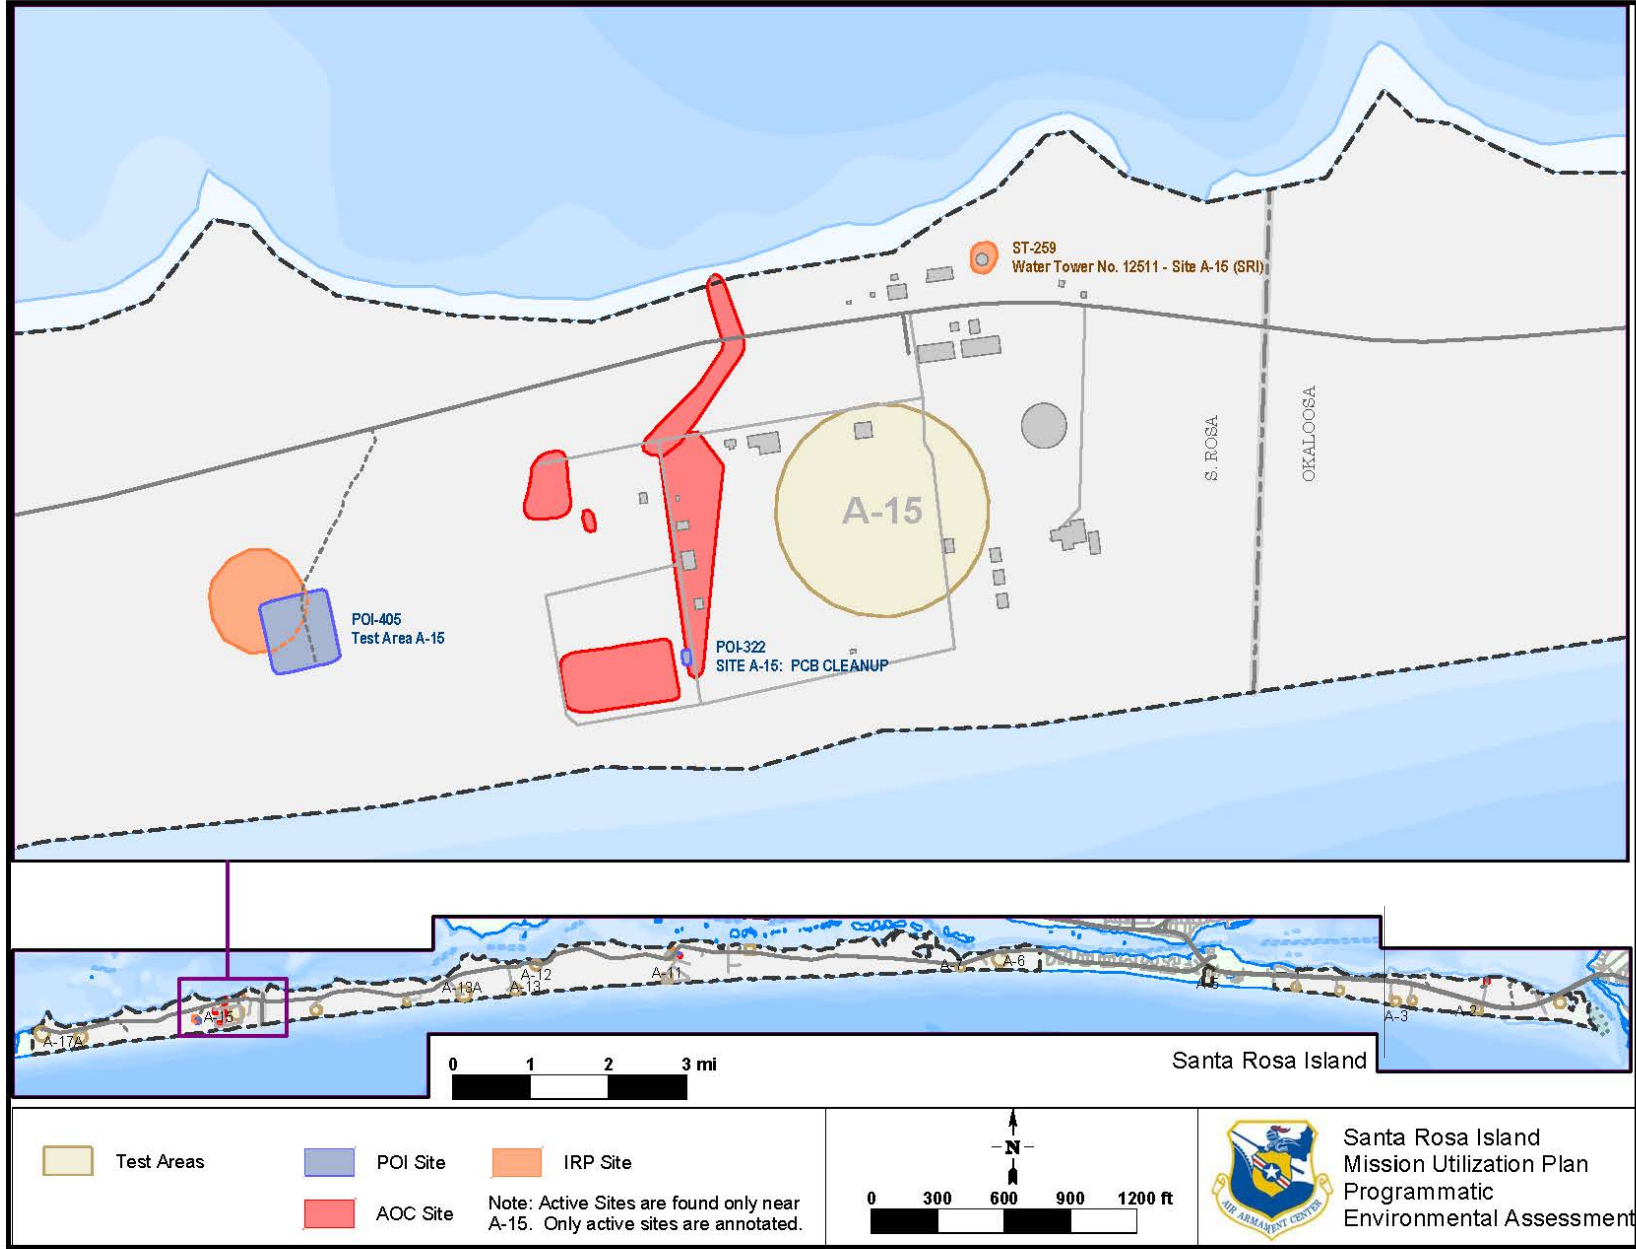 ST-259
Water Tower No. 12511 - Site A-15 (SRI)
S. ROSA
OKALOOSA
A-15
POI-405
Test Area A-15
POI-322
SITE A-15: PCB CLEANUP
A-17A
A-15
A-13A
A-12
A-13
A-11
A-7
A-6
A-5
A-3
A-2
0 1 2 3 mi
Santa Rosa Island
Test Areas
POI Site
IRP Site
AOC Site
Note: Active Sites are found only near
A-15. Only active sites are annotated.
N
0 300 600 900 1200 ft
AIR ARMAMENT CENTER
Santa Rosa Island
Mission Utilization Plan
Programmatic
Environmental Assessment